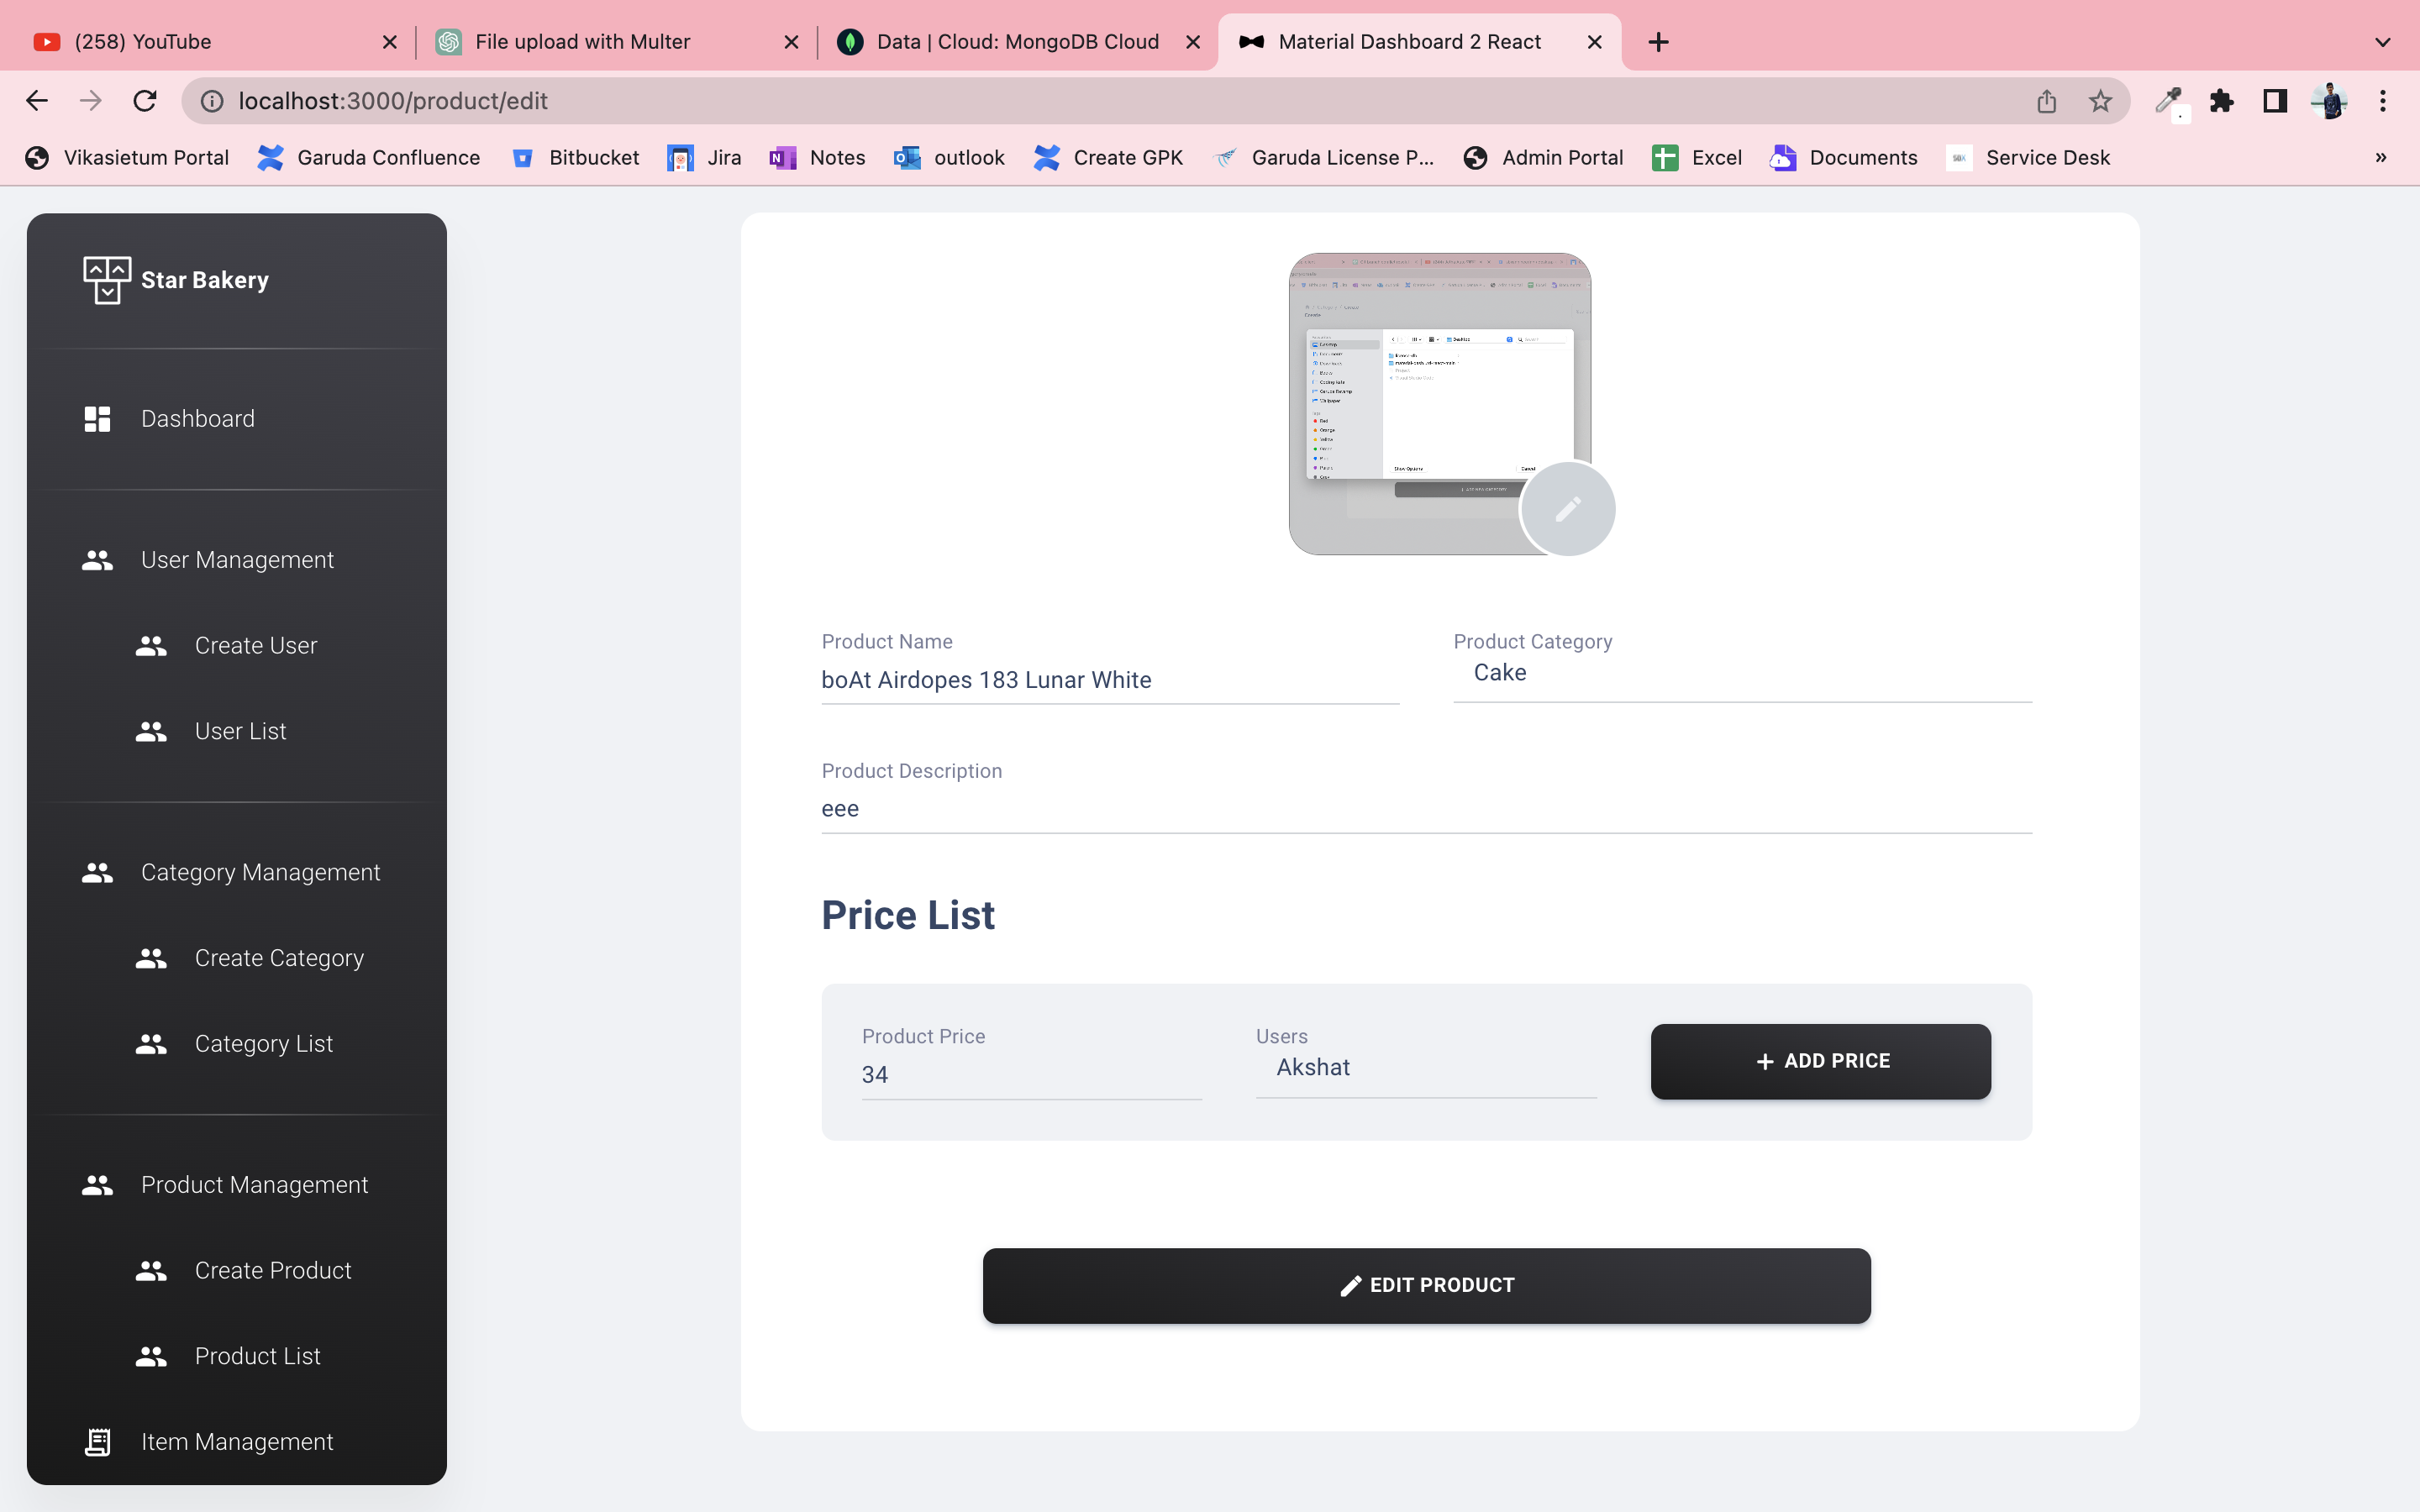 (258) YouTube
File upload with Multer
Data | Cloud: MongoDB Cloud
Material Dashboard 2 React
localhost:3000/product/edit
Vikasietum Portal
Garuda Confluence
Bitbucket
Jira
Notes
outlook
Create GPK
Garuda License P...
Admin Portal
Excel
Documents
Service Desk
»
Star Bakery
Dashboard
User Management
Create User
User List
Category Management
Create Category
Category List
Product Management
Create Product
Product List
Item Management
Desktop
Show Options
Cancel
Product Name
boAt Airdopes 183 Lunar White
Product Category
Cake
Product Description
eee
Price List
Product Price
34
Users
Akshat
+ ADD PRICE
EDIT PRODUCT